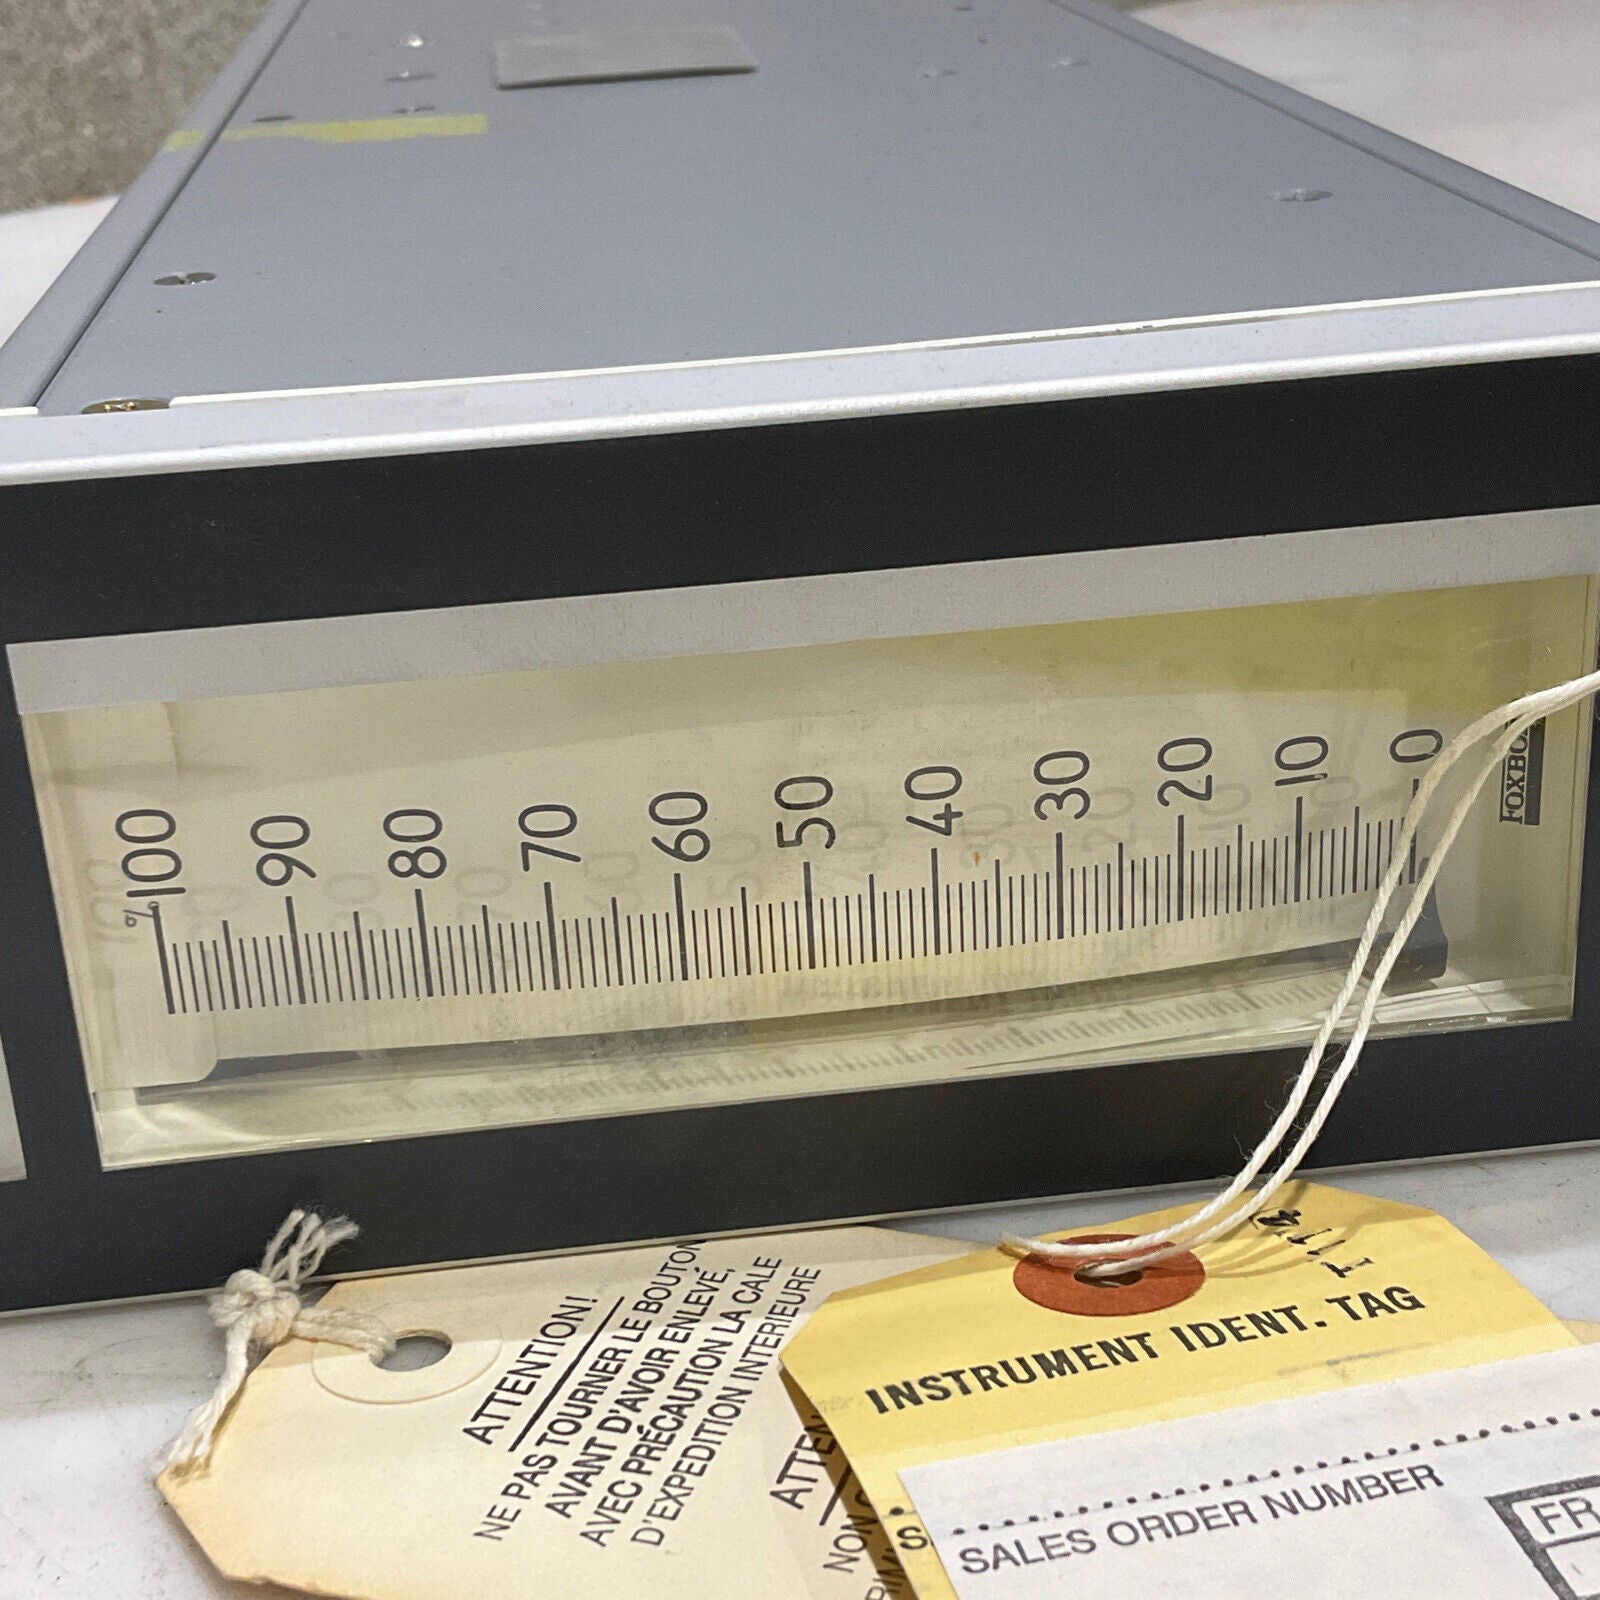 %
100
90
80
70
60
50
40
30
20
10
0
ATTENTION!
NE PAS TOURNER LE BOUTON
AVANT D'AVOIR ENLEVÉ,
AVEC PRÉCAUTION LA CALE
D'EXPEDITION INTERIEURE
INSTRUMENT IDENT. TAG
SALES ORDER NUMBER